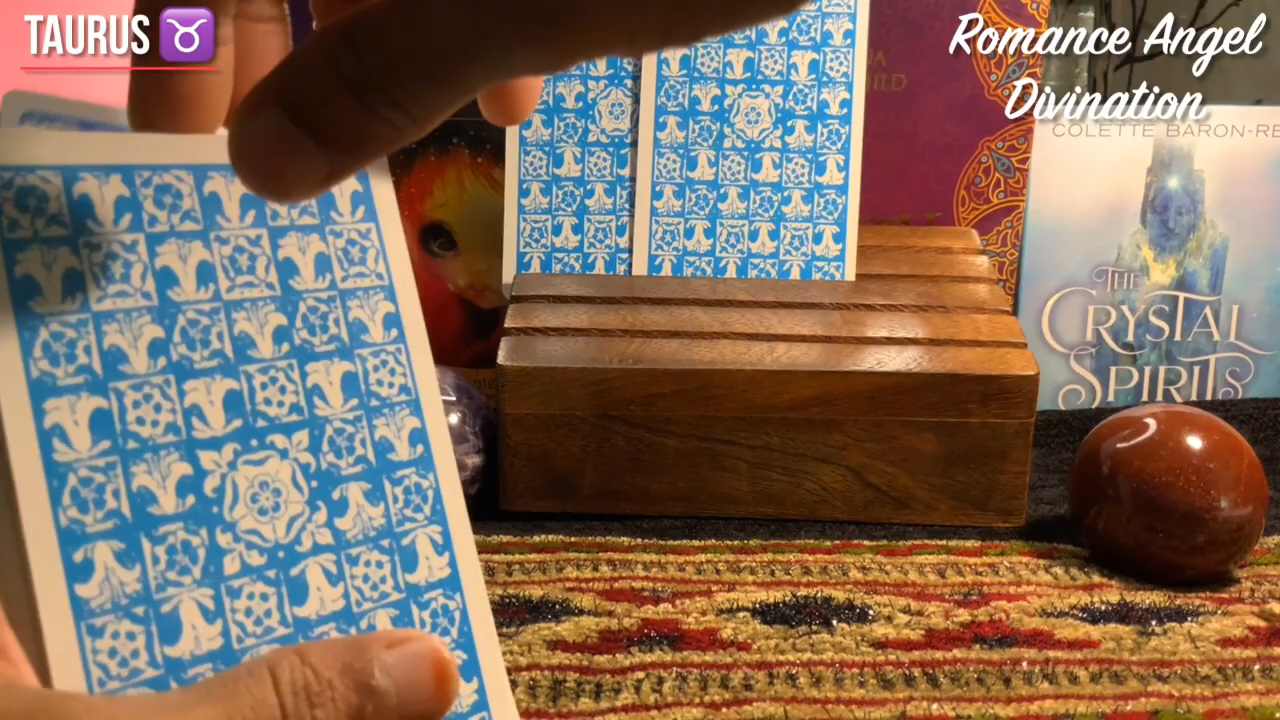 TAURUS ♉
Romance Angel
Divination
COLETTE BARON-RE
THE
CRYSTAL
SPIRITS